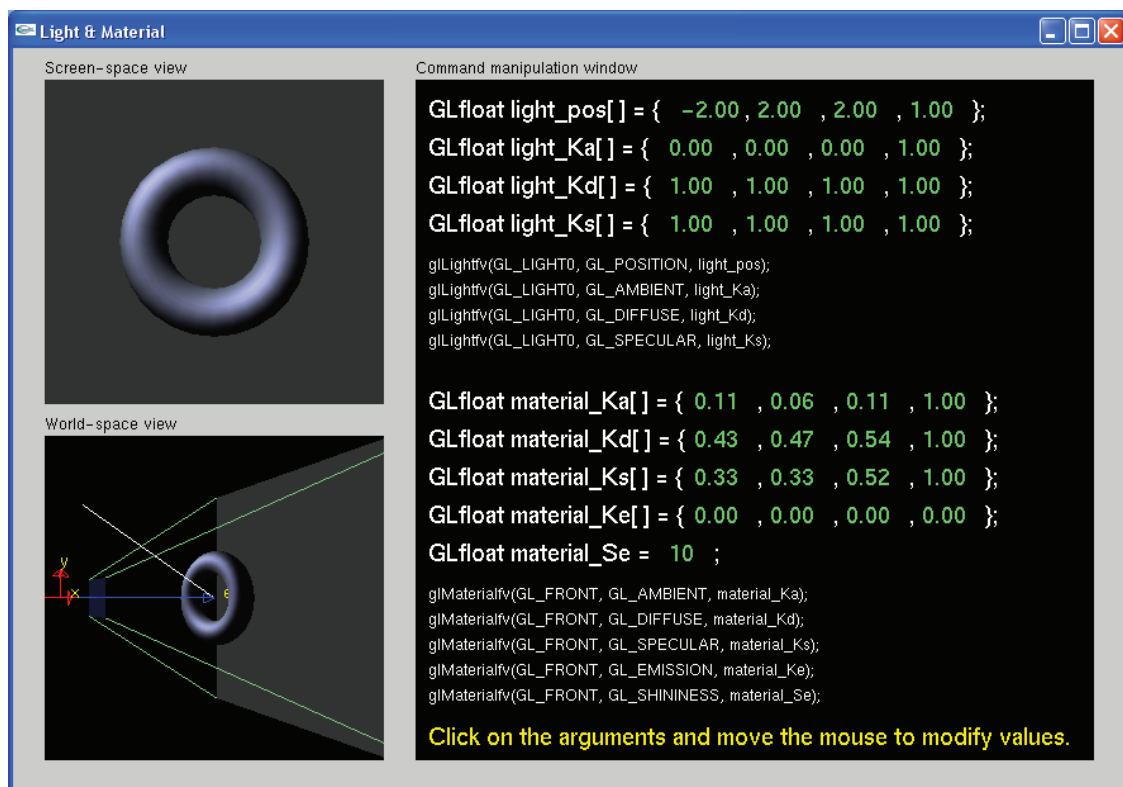 Light & Material
Screen-space view
Command manipulation window
GLfloat light_pos[ ] = { -2.00 , 2.00 , 2.00 , 1.00 };
GLfloat light_Ka[ ] = { 0.00 , 0.00 , 0.00 , 1.00 };
GLfloat light_Kd[ ] = { 1.00 , 1.00 , 1.00 , 1.00 };
GLfloat light_Ks[ ] = { 1.00 , 1.00 , 1.00 , 1.00 };
glLightfv(GL_LIGHT0, GL_POSITION, light_pos);
glLightfv(GL_LIGHT0, GL_AMBIENT, light_Ka);
glLightfv(GL_LIGHT0, GL_DIFFUSE, light_Kd);
glLightfv(GL_LIGHT0, GL_SPECULAR, light_Ks);
GLfloat material_Ka[ ] = { 0.11 , 0.06 , 0.11 , 1.00 };
GLfloat material_Kd[ ] = { 0.43 , 0.47 , 0.54 , 1.00 };
GLfloat material_Ks[ ] = { 0.33 , 0.33 , 0.52 , 1.00 };
GLfloat material_Ke[ ] = { 0.00 , 0.00 , 0.00 , 0.00 };
GLfloat material_Se = 10 ;
glMaterialfv(GL_FRONT, GL_AMBIENT, material_Ka);
glMaterialfv(GL_FRONT, GL_DIFFUSE, material_Kd);
glMaterialfv(GL_FRONT, GL_SPECULAR, material_Ks);
glMaterialfv(GL_FRONT, GL_EMISSION, material_Ke);
glMaterialfv(GL_FRONT, GL_SHININESS, material_Se);
Click on the arguments and move the mouse to modify values.
World-space view
y
x